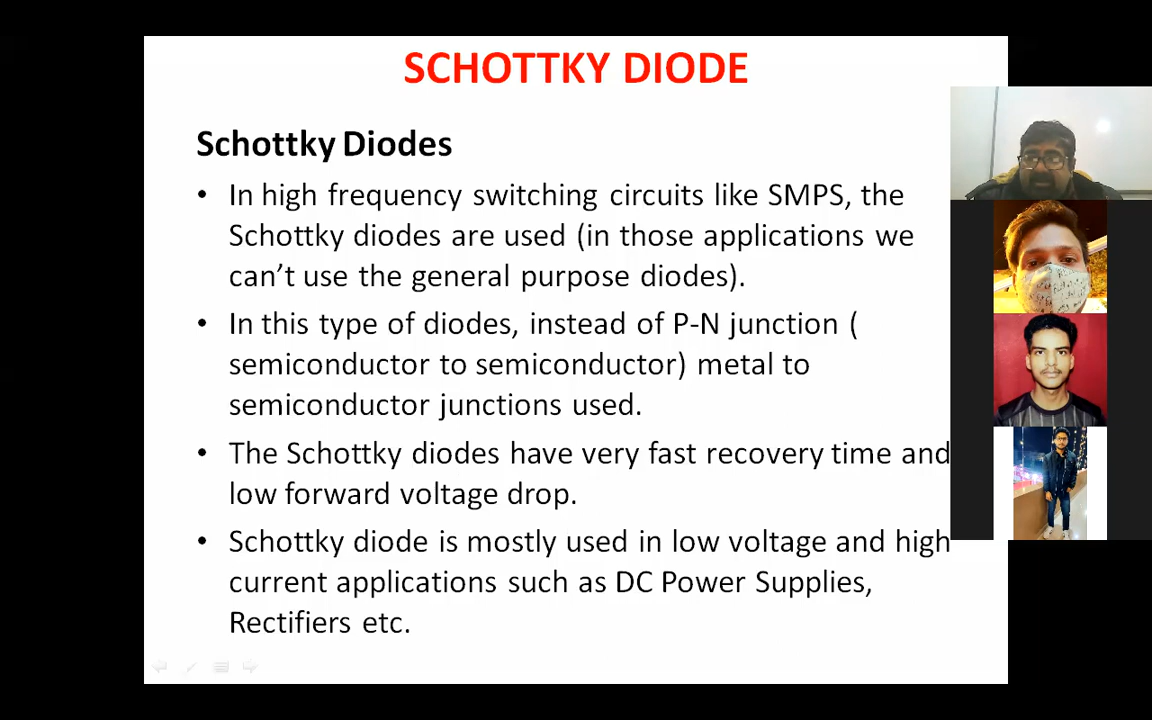 SCHOTTKY DIODE
Schottky Diodes
• In high frequency switching circuits like SMPS, the
Schottky diodes are used (in those applications we
can’t use the general purpose diodes).
• In this type of diodes, instead of P-N junction (
semiconductor to semiconductor) metal to
semiconductor junctions used.
• The Schottky diodes have very fast recovery time and
low forward voltage drop.
• Schottky diode is mostly used in low voltage and high
current applications such as DC Power Supplies,
Rectifiers etc.